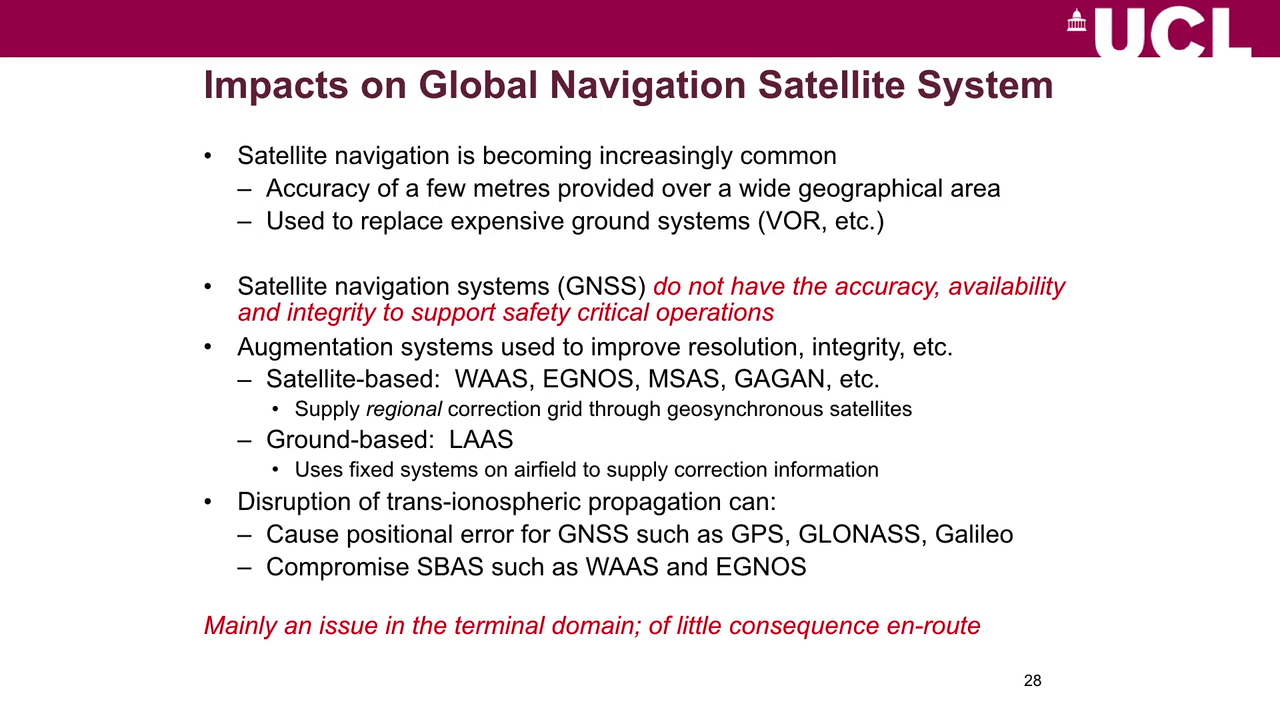 UCL
Impacts on Global Navigation Satellite System
• Satellite navigation is becoming increasingly common
– Accuracy of a few metres provided over a wide geographical area
– Used to replace expensive ground systems (VOR, etc.)
• Satellite navigation systems (GNSS) do not have the accuracy, availability
and integrity to support safety critical operations
• Augmentation systems used to improve resolution, integrity, etc.
– Satellite-based: WAAS, EGNOS, MSAS, GAGAN, etc.
• Supply regional correction grid through geosynchronous satellites
– Ground-based: LAAS
• Uses fixed systems on airfield to supply correction information
• Disruption of trans-ionospheric propagation can:
– Cause positional error for GNSS such as GPS, GLONASS, Galileo
– Compromise SBAS such as WAAS and EGNOS
Mainly an issue in the terminal domain; of little consequence en-route
28